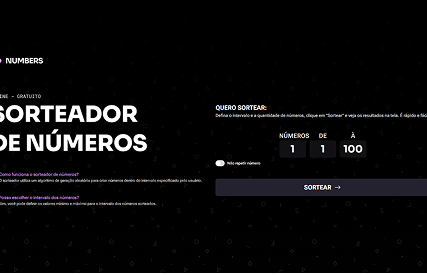 NUMBERS
INE — GRATUITO
SORTEADOR
DE NÚMEROS
Como funciona o sorteador de números?
O sorteador utiliza um algoritmo de geração aleatória para criar números dentro do intervalo especificado pelo usuário.
Posso escolher o intervalo dos números?
Sim, você pode definir os valores mínimo e máximo para o intervalo dos números sorteados.
QUERO SORTEAR:
Defina o intervalo e a quantidade de números, clique em "Sortear" e veja os resultados na tela. É rápido e fác
NÚMEROS DE À
1 1 100
Não repetir número
SORTEAR →